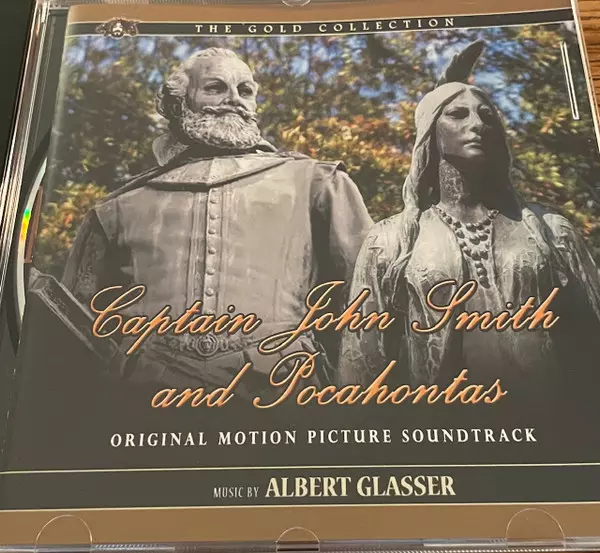 THE GOLD COLLECTION
Captain John Smith
and Pocahontas
ORIGINAL MOTION PICTURE SOUNDTRACK
MUSIC BY ALBERT GLASSER